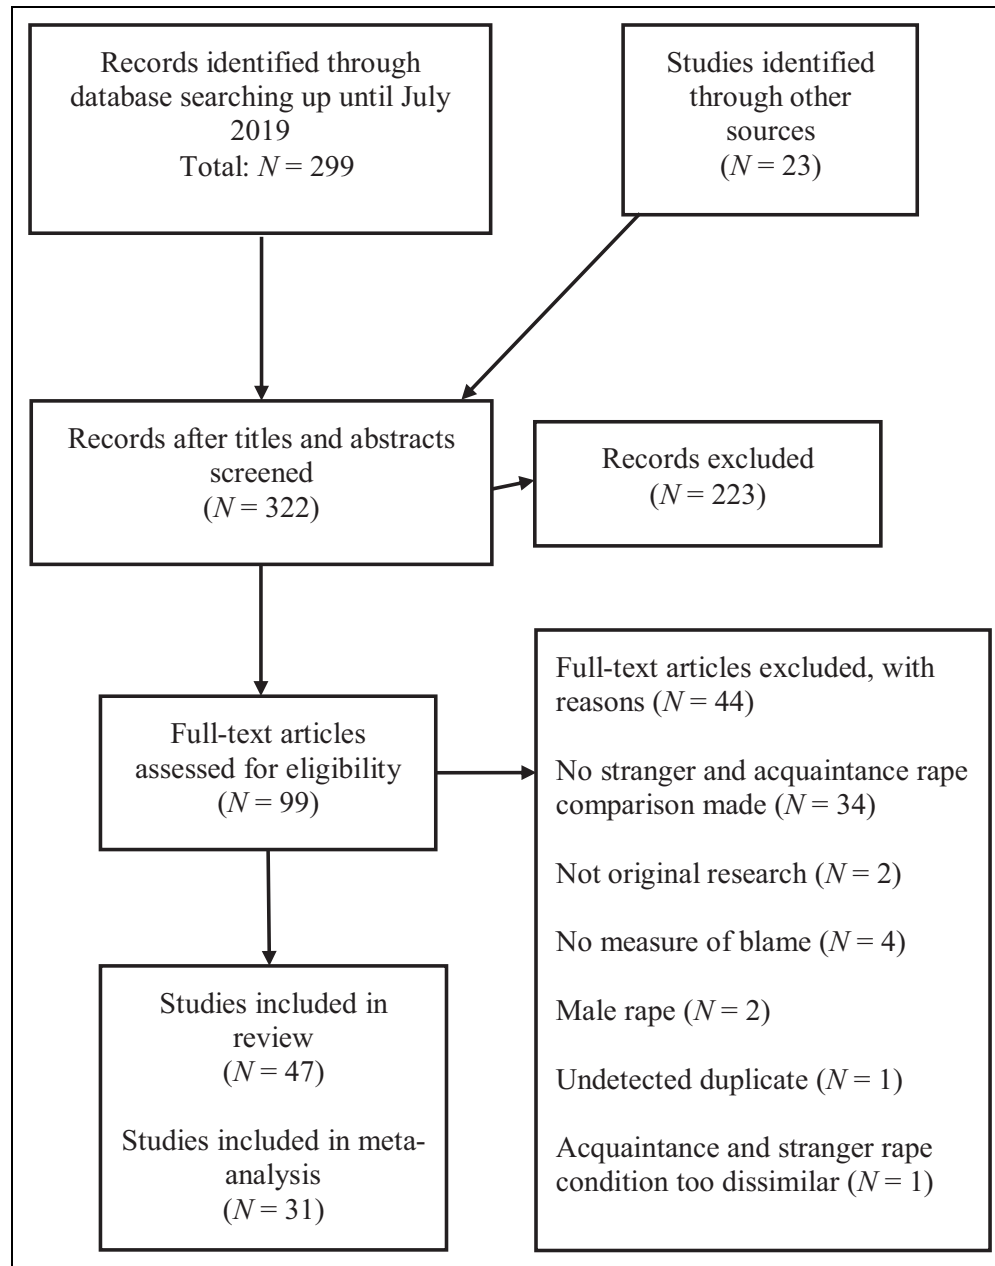 Records identified through
database searching up until July
2019
Total: N = 299
Studies identified
through other
sources
(N = 23)
Records after titles and abstracts
screened
(N = 322)
Records excluded
(N = 223)
Full-text articles
assessed for eligibility
(N = 99)
Full-text articles excluded, with
reasons (N = 44)
No stranger and acquaintance rape
comparison made (N = 34)
Not original research (N = 2)
No measure of blame (N = 4)
Male rape (N = 2)
Undetected duplicate (N = 1)
Acquaintance and stranger rape
condition too dissimilar (N = 1)
Studies included in
review
(N = 47)
Studies included in meta-
analysis
(N = 31)